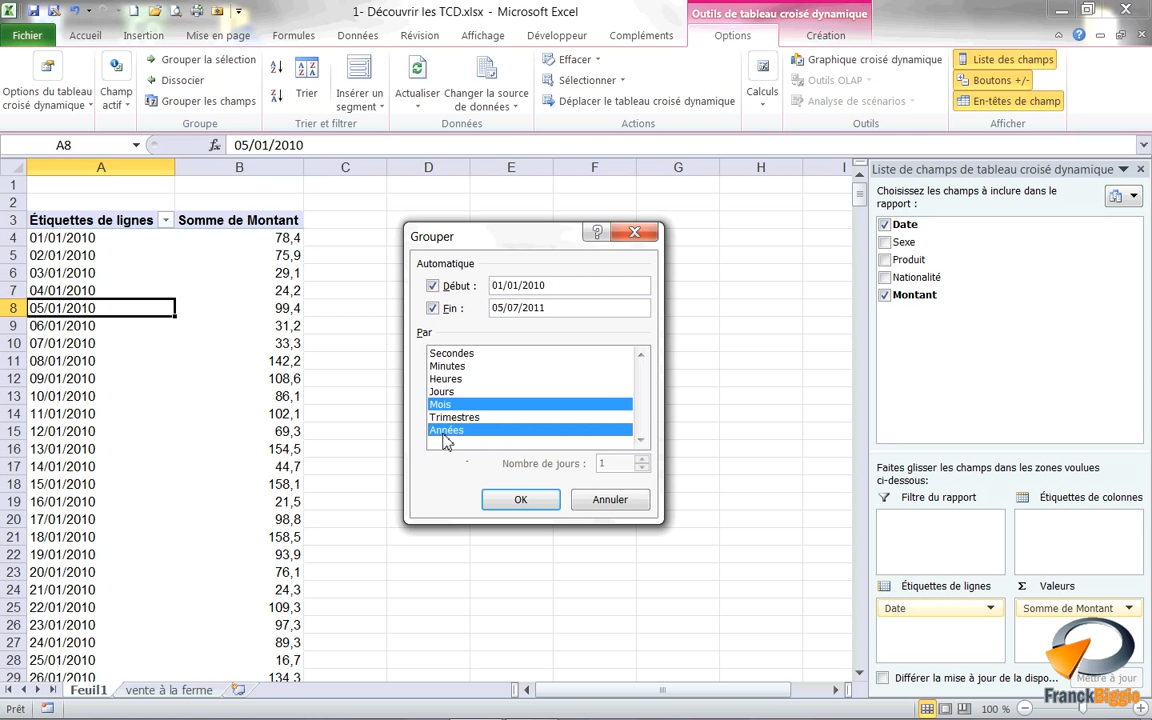 1- Découvrir les TCD.xlsx - Microsoft Excel
Outils de tableau croisé dynamique
Fichier Accueil Insertion Mise en page Formules Données Révision Affichage Développeur Compléments Options Création
Options du tableau croisé dynamique
Champ actif
Grouper la sélection
Dissocier
Grouper les champs
Groupe
Trier
Insérer un segment
Trier et filtrer
Actualiser
Changer la source de données
Données
Effacer
Sélectionner
Déplacer le tableau croisé dynamique
Actions
Calculs
Graphique croisé dynamique
Outils OLAP
Analyse de scénarios
Outils
Liste des champs
Boutons +/-
En-têtes de champ
Afficher
A8 fx 05/01/2010
A B C D E F G H I
1
2
3 Étiquettes de lignes Somme de Montant
4 01/01/2010 78,4
5 02/01/2010 75,9
6 03/01/2010 29,1
7 04/01/2010 24,2
8 05/01/2010 99,4
9 06/01/2010 31,2
10 07/01/2010 33,3
11 08/01/2010 142,2
12 09/01/2010 108,6
13 10/01/2010 86,1
14 11/01/2010 102,1
15 12/01/2010 69,3
16 13/01/2010 154,5
17 14/01/2010 44,7
18 15/01/2010 158,1
19 16/01/2010 21,5
20 17/01/2010 98,8
21 18/01/2010 158,5
22 19/01/2010 93,9
23 20/01/2010 76,1
24 21/01/2010 24,3
25 22/01/2010 109,3
26 23/01/2010 97,3
27 24/01/2010 89,3
28 25/01/2010 16,7
29 26/01/2010 134,3
Grouper
Automatique
Début : 01/01/2010
Fin : 05/07/2011
Par
Secondes
Minutes
Heures
Jours
Mois
Trimestres
Années
Nombre de jours : 1
OK Annuler
Liste de champs de tableau croisé dynamique
Choisissez les champs à inclure dans le
rapport :
Date
Sexe
Produit
Nationalité
Montant
Faites glisser les champs dans les zones voulues
ci-dessous:
Filtre du rapport Étiquettes de colonnes
Étiquettes de lignes Σ Valeurs
Date Somme de Montant
Différer la mise à jour de la dispo... Mettre à jour
FranckBiggio
Feuil1 vente à la ferme
Prêt 100 %